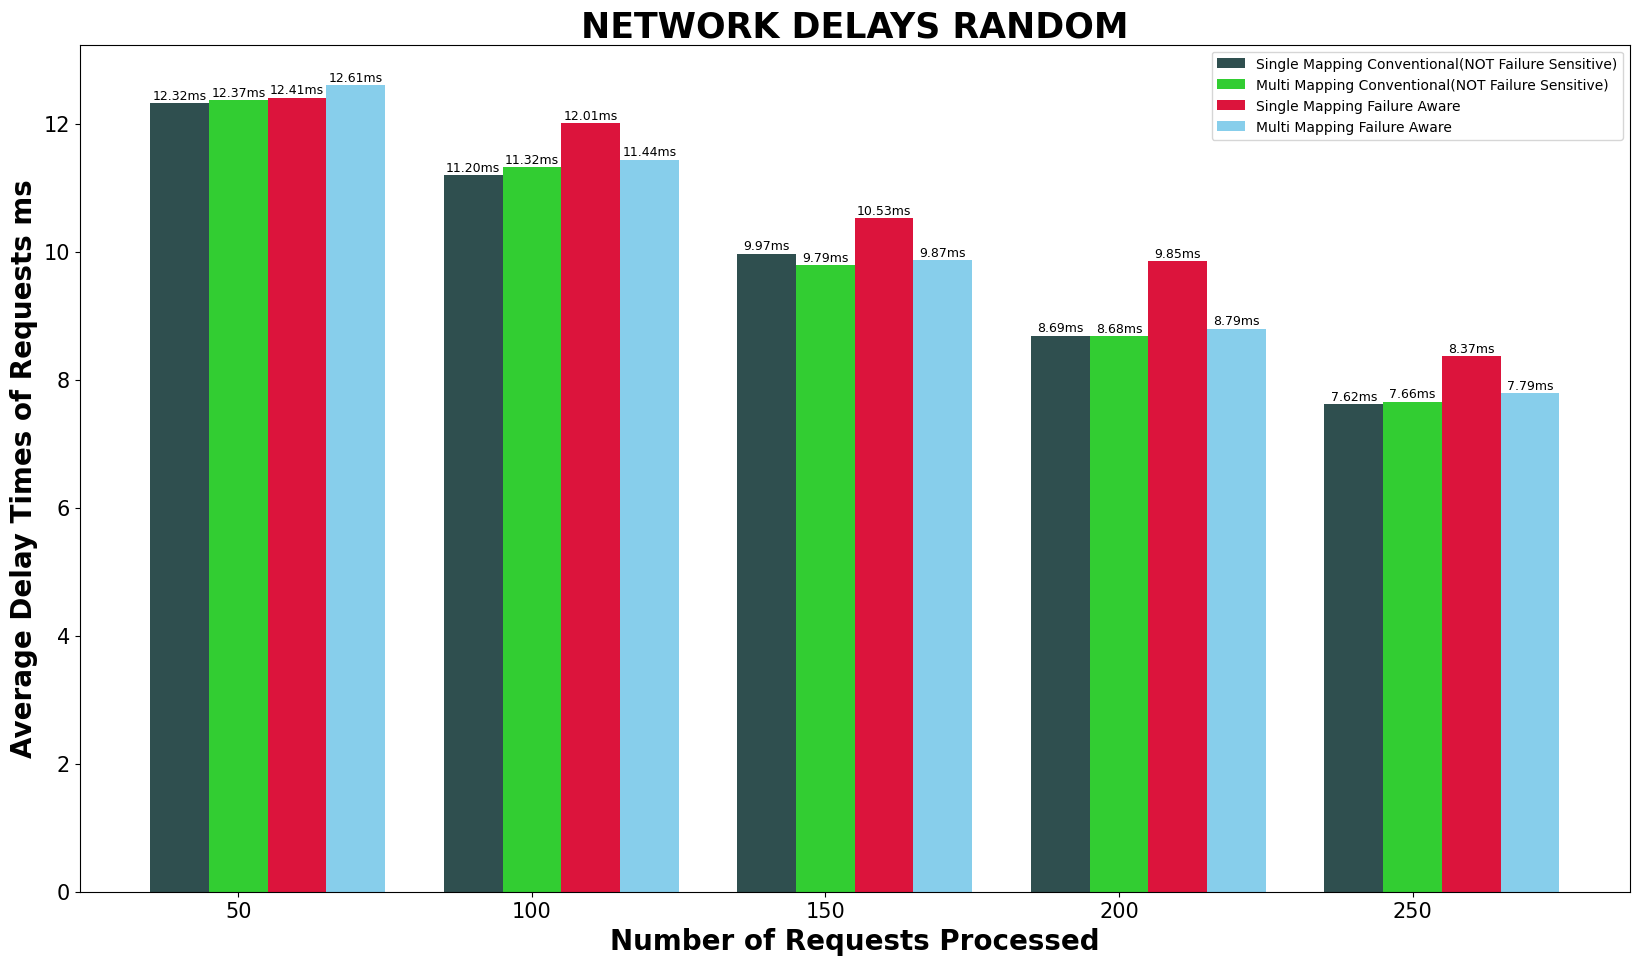 NETWORK DELAYS RANDOM
Single Mapping Conventional(NOT Failure Sensitive)
Multi Mapping Conventional(NOT Failure Sensitive)
Single Mapping Failure Aware
Multi Mapping Failure Aware
Average Delay Times of Requests ms
12
10
8
6
4
2
0
12.32ms 12.37ms 12.41ms 12.61ms
11.20ms 11.32ms 12.01ms 11.44ms
9.97ms 9.79ms 10.53ms 9.87ms
8.69ms 8.68ms 9.85ms 8.79ms
7.62ms 7.66ms 8.37ms 7.79ms
50 100 150 200 250
Number of Requests Processed